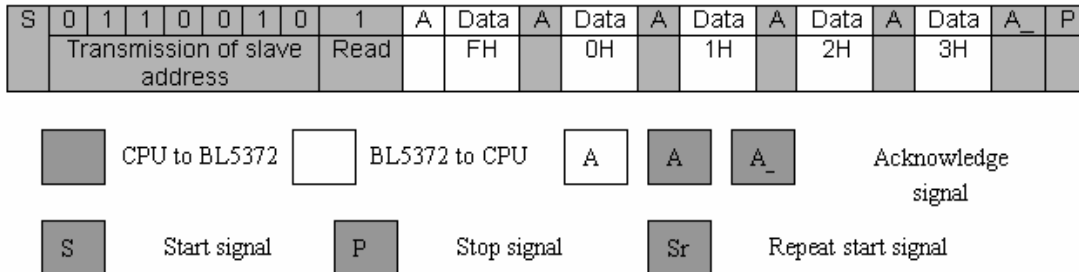 S 0 1 1 0 0 1 0 1 A Data A Data A Data A Data A Data A_ P
Transmission of slave address Read FH 0H 1H 2H 3H
CPU to BL5372 BL5372 to CPU A A A_ Acknowledge signal
S Start signal P Stop signal Sr Repeat start signal